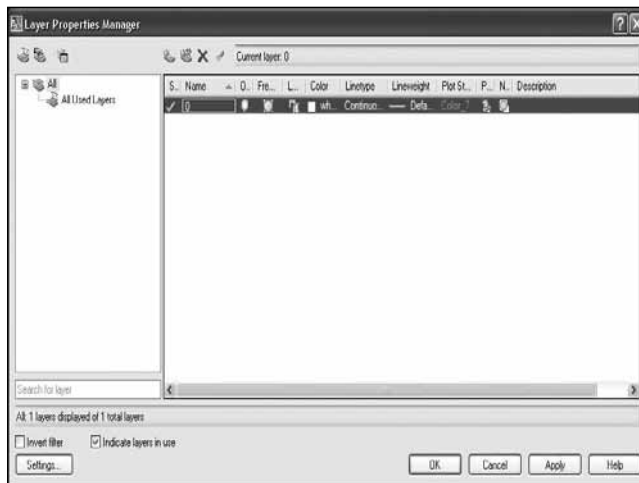 Layer Properties Manager
Current layer: 0
All
All Used Layers
S.. Name O.. Fre... L... Color Linetype Lineweight Plot St... P... N.. Description
0 wh... Continuo... Defa... Color_7
Search for layer
All: 1 layers displayed of 1 total layers
Invert filter Indicate layers in use
Settings... OK Cancel Apply Help